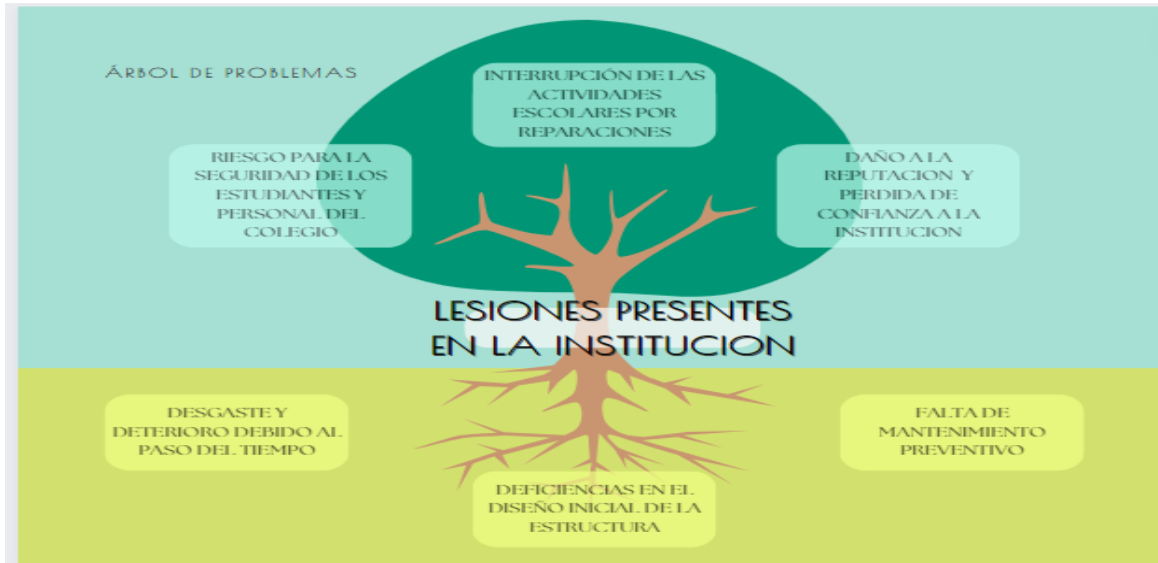 ÁRBOL DE PROBLEMAS
INTERRUPCIÓN DE LAS
ACTIVIDADES
ESCOLARES POR
REPARACIONES
RIESGO PARA LA
SEGURIDAD DE LOS
ESTUDIANTES Y
PERSONAL DEL
COLEGIO
DAÑO A LA
REPUTACION Y
PERDIDA DE
CONFIANZA A LA
INSTITUCION
LESIONES PRESENTES
EN LA INSTITUCION
DESGASTE Y
DETERIORO DEBIDO AL
PASO DEL TIEMPO
DEFICIENCIAS EN EL
DISEÑO INICIAL DE LA
ESTRUCTURA
FALTA DE
MANTENIMIENTO
PREVENTIVO